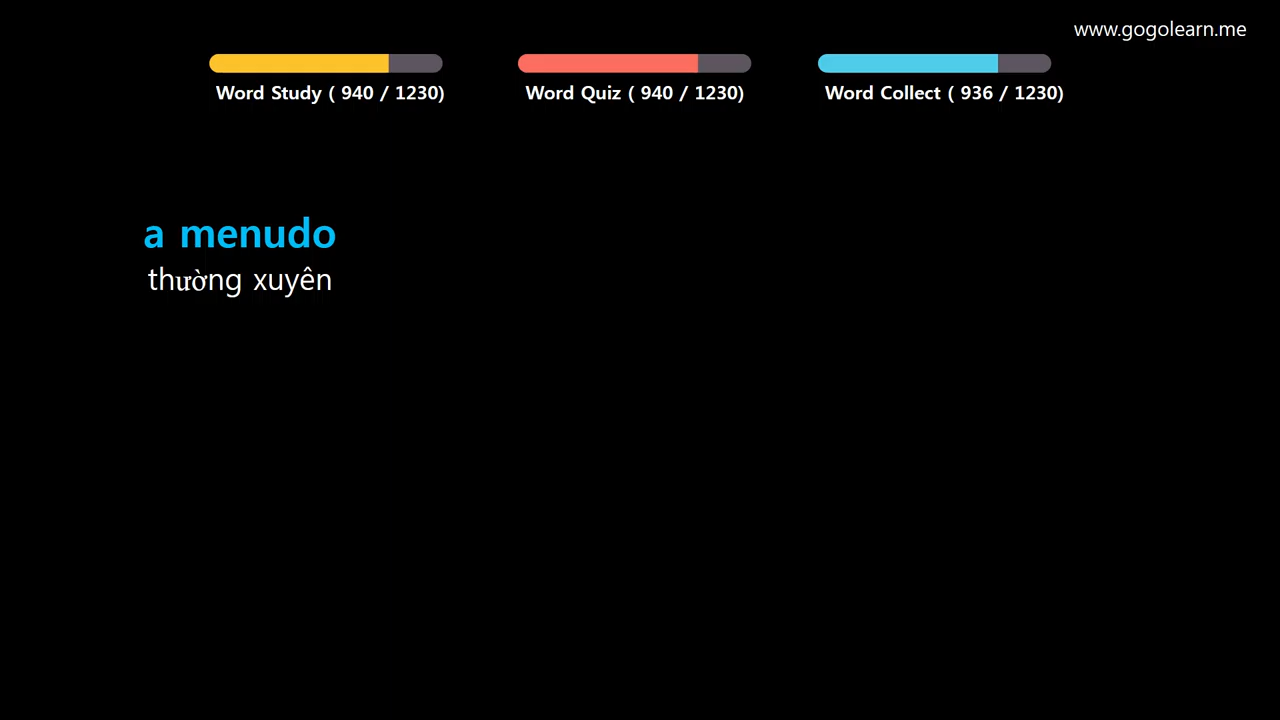 www.gogolearn.me
Word Study ( 940 / 1230)
Word Quiz ( 940 / 1230)
Word Collect ( 936 / 1230)
a menudo
thường xuyên